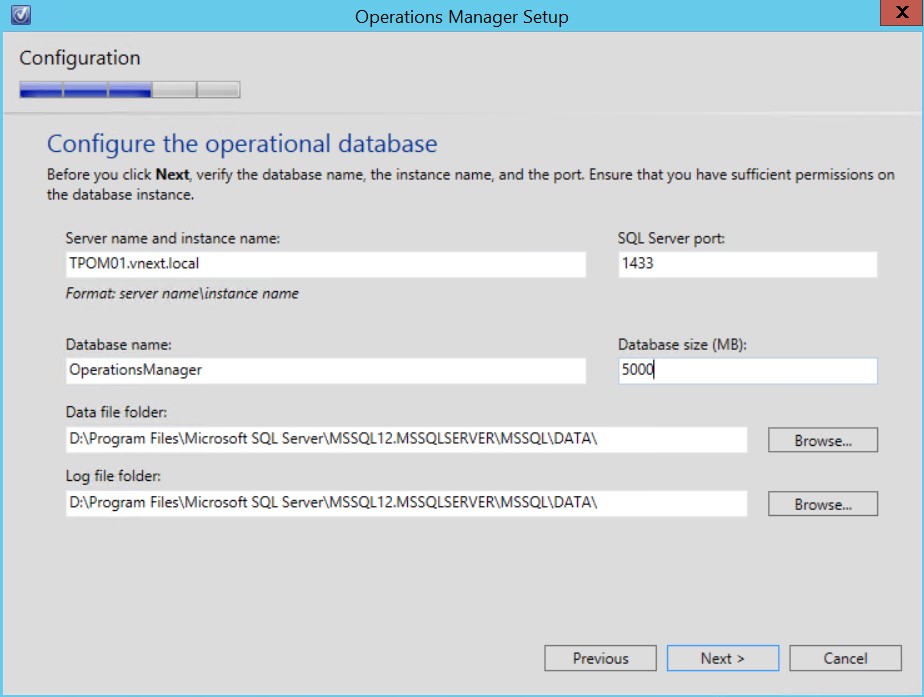 Operations Manager Setup
X
Configuration
Configure the operational database
Before you click Next, verify the database name, the instance name, and the port. Ensure that you have sufficient permissions on
the database instance.
Server name and instance name:
SQL Server port:
TPOM01.vnext.local
1433
Format: server name\instance name
Database name:
Database size (MB):
OperationsManager
5000
Data file folder:
D:\Program Files\Microsoft SQL Server\MSSQL12.MSSQLSERVER\MSSQL\DATA\
Browse...
Log file folder:
D:\Program Files\Microsoft SQL Server\MSSQL12.MSSQLSERVER\MSSQL\DATA\
Browse...
Previous
Next >
Cancel